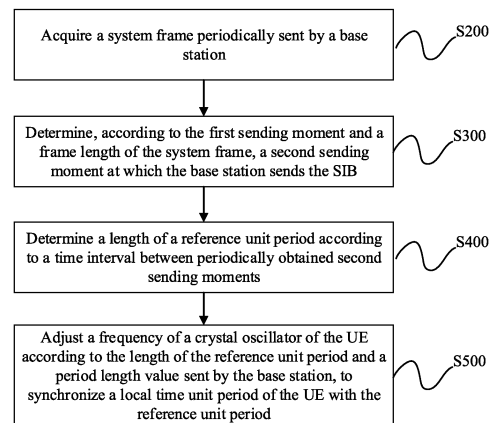 Acquire a system frame periodically sent by a base
station
S200
Determine, according to the first sending moment and a
frame length of the system frame, a second sending
moment at which the base station sends the SIB
S300
Determine a length of a reference unit period according
to a time interval between periodically obtained second
sending moments
S400
Adjust a frequency of a crystal oscillator of the UE
according to the length of the reference unit period and a
period length value sent by the base station, to
synchronize a local time unit period of the UE with the
reference unit period
S500